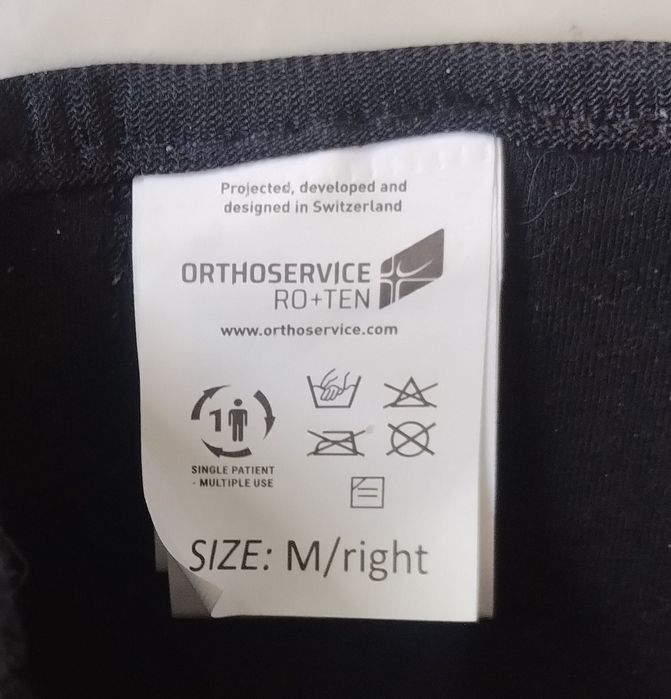 Projected, developed and
designed in Switzerland
ORTHOSERVICE
RO+TEN
www.orthoservice.com
1
SINGLE PATIENT
- MULTIPLE USE
SIZE: M/right